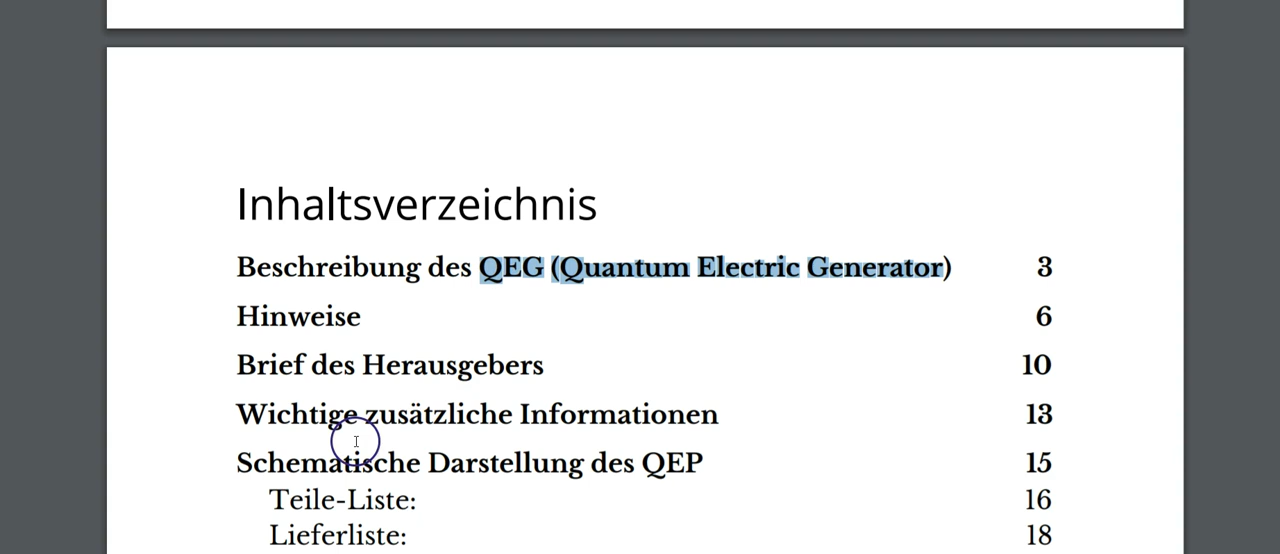 Inhaltsverzeichnis
Beschreibung des QEG (Quantum Electric Generator) 3
Hinweise 6
Brief des Herausgebers 10
Wichtige zusätzliche Informationen 13
Schematische Darstellung des QEP 15
Teile-Liste: 16
Lieferliste: 18